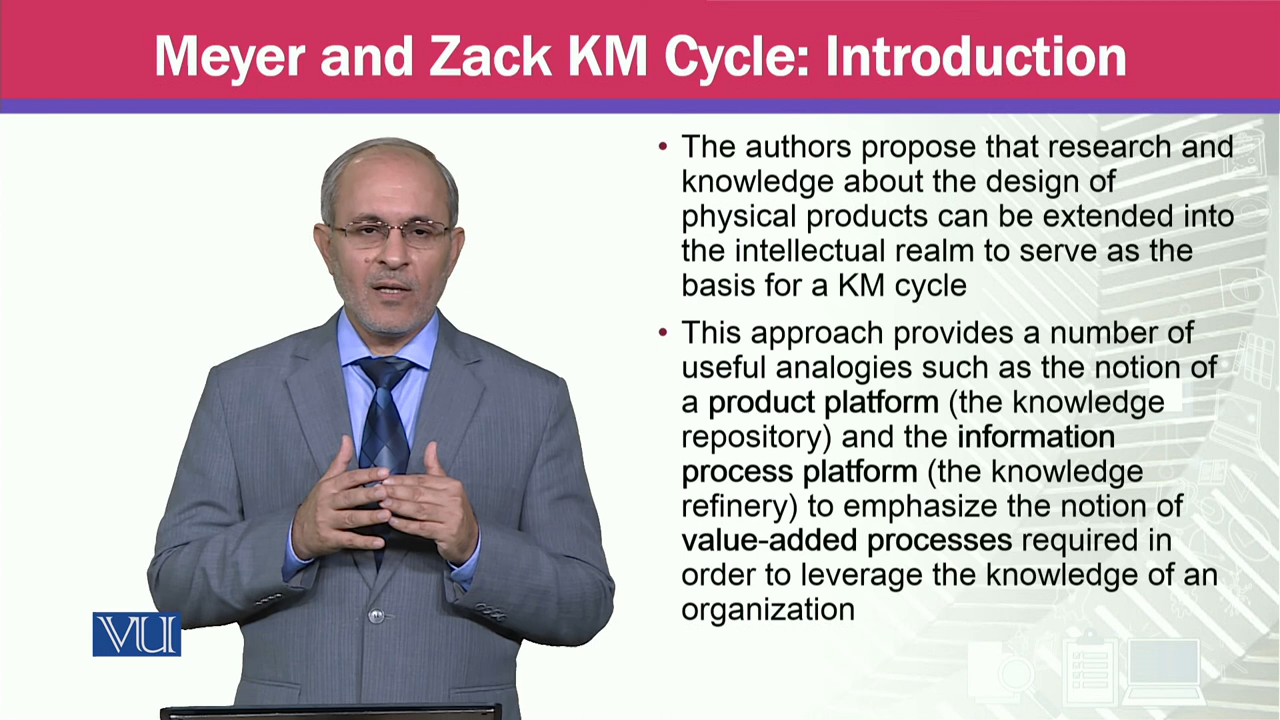 Meyer and Zack KM Cycle: Introduction
• The authors propose that research and
knowledge about the design of
physical products can be extended into
the intellectual realm to serve as the
basis for a KM cycle
• This approach provides a number of
useful analogies such as the notion of
a product platform (the knowledge
repository) and the information
process platform (the knowledge
refinery) to emphasize the notion of
value-added processes required in
order to leverage the knowledge of an
organization
VU